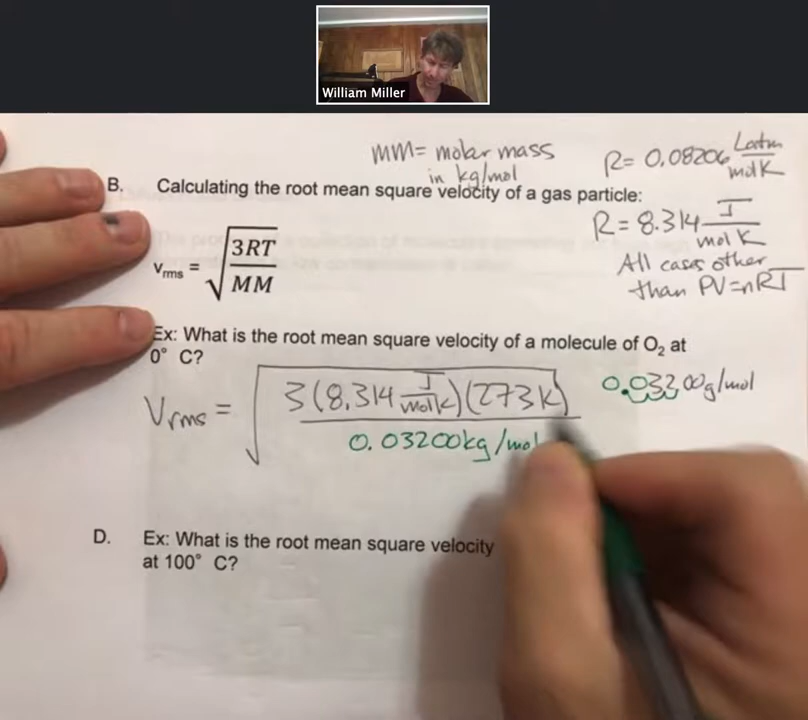 William Miller
MM= molar mass
in kg/mol
R= 0.08206 Latm/molK
B. Calculating the root mean square velocity of a gas particle:
R= 8.314 J/mol K
All cases other
than PV=nRT
Vrms = √3RT/MM
Ex: What is the root mean square velocity of a molecule of O2 at
0° C?
Vrms = √3(8.314 J/molK)(273K)
0.03200kg/mol
0.03200g/mol
D. Ex: What is the root mean square velocity
at 100° C?